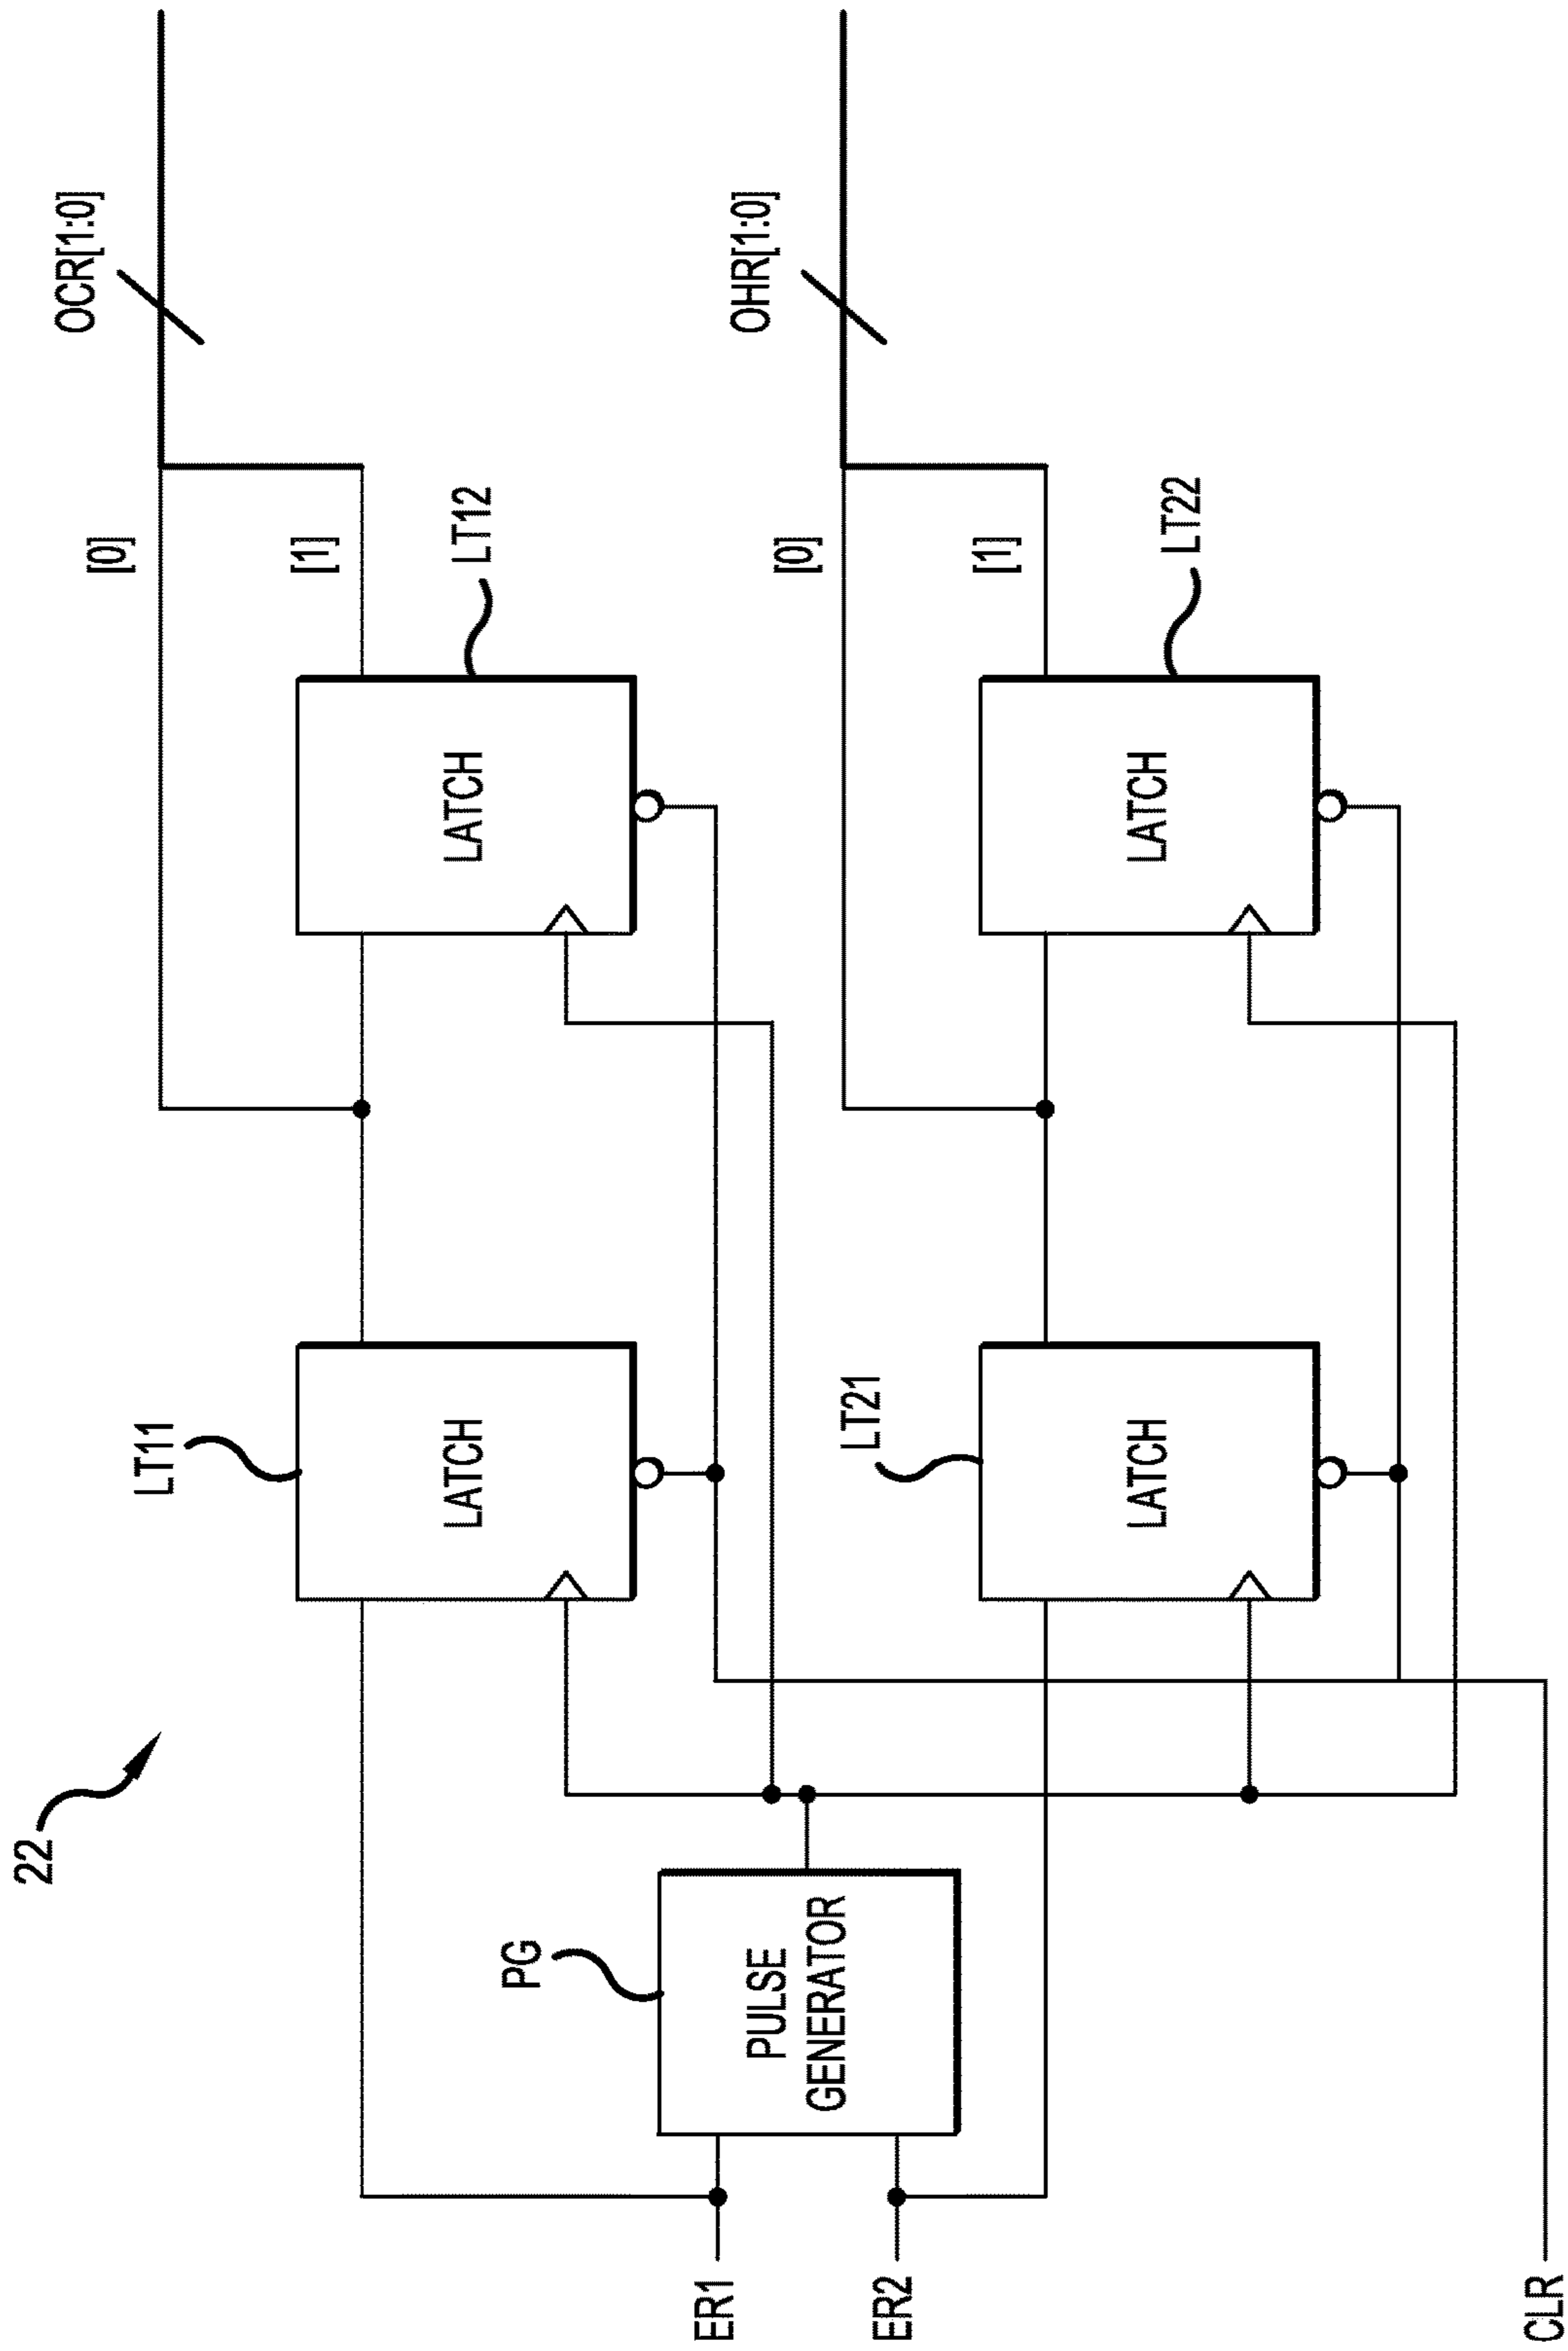 22
OCR[1:0]
[0]
[1]
LT11
LATCH
LT12
LATCH
PG
PULSE
GENERATOR
ER1
ER2
OHR[1:0]
[0]
[1]
LT21
LATCH
LT22
LATCH
CLR